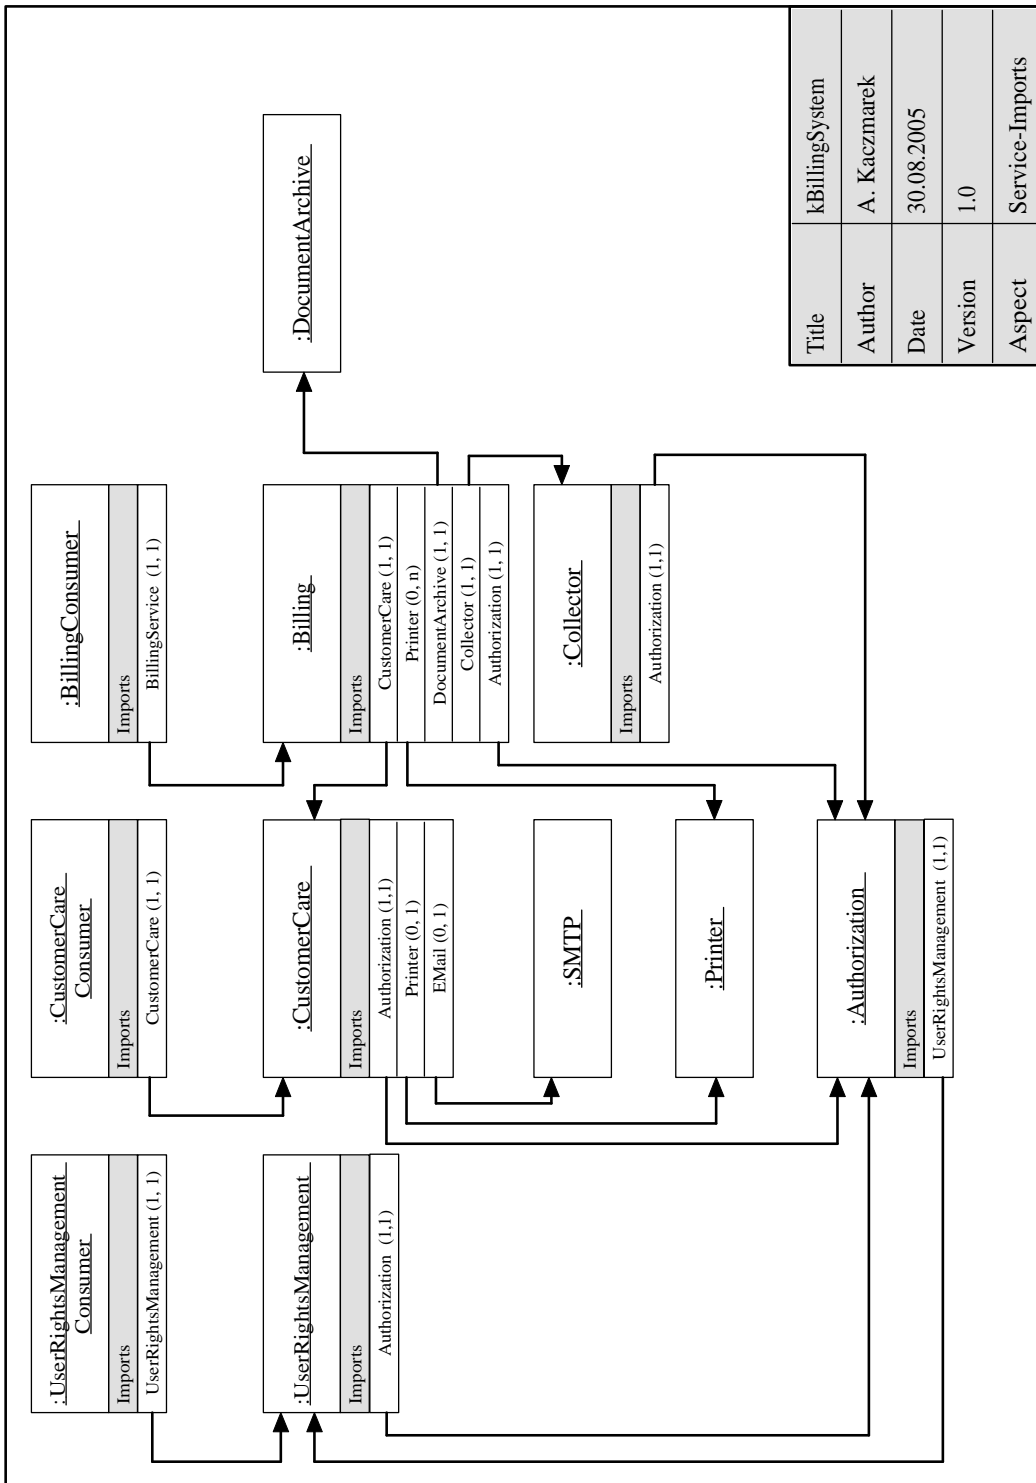 :UserRightsManagement
Consumer
Imports
UserRightsManagement (1, 1)
:CustomerCare
Consumer
Imports
CustomerCare (1, 1)
:BillingConsumer
Imports
BillingService (1, 1)
:UserRightsManagement
Imports
Authorization (1,1)
:CustomerCare
Imports
Authorization (1,1)
Printer (0, 1)
EMail (0, 1)
:Billing
Imports
CustomerCare (1, 1)
Printer (0, n)
DocumentArchive (1, 1)
Collector (1, 1)
Authorization (1, 1)
:DocumentArchive
:SMTP
:Collector
Imports
Authorization (1,1)
:Printer
:Authorization
Imports
UserRightsManagement (1,1)
Title kBillingSystem
Author A. Kaczmarek
Date 30.08.2005
Version 1.0
Aspect Service-Imports